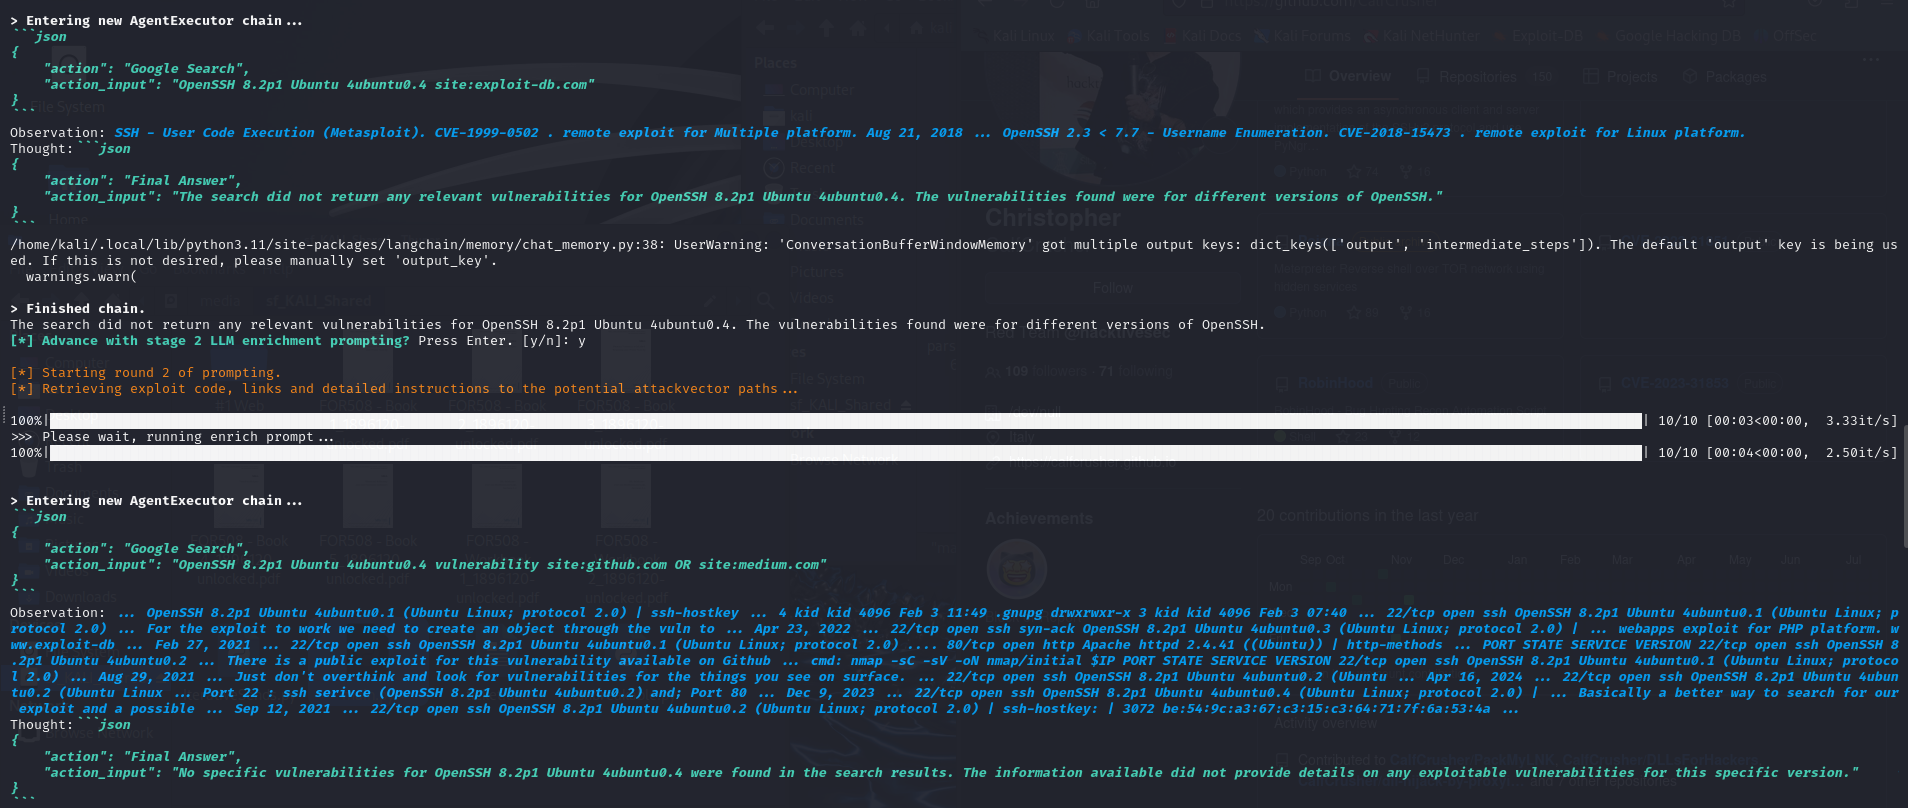 > Entering new AgentExecutor chain...
```json
{
    "action": "Google Search",
    "action_input": "OpenSSH 8.2p1 Ubuntu 4ubuntu0.4 site:exploit-db.com"
}
```
Observation: SSH - User Code Execution (Metasploit). CVE-1999-0502 . remote exploit for Multiple platform. Aug 21, 2018 ... OpenSSH 2.3 < 7.7 - Username Enumeration. CVE-2018-15473 . remote exploit for Linux platform.
Thought:```json
{
    "action": "Final Answer",
    "action_input": "The search did not return any relevant vulnerabilities for OpenSSH 8.2p1 Ubuntu 4ubuntu0.4. The vulnerabilities found were for different versions of OpenSSH."
}
```
/home/kali/.local/lib/python3.11/site-packages/langchain/memory/chat_memory.py:38: UserWarning: 'ConversationBufferWindowMemory' got multiple output keys: dict_keys(['output', 'intermediate_steps']). The default 'output' key is being us
ed. If this is not desired, please manually set 'output_key'.
  warnings.warn(
> Finished chain.
The search did not return any relevant vulnerabilities for OpenSSH 8.2p1 Ubuntu 4ubuntu0.4. The vulnerabilities found were for different versions of OpenSSH.
[*] Advance with stage 2 LLM enrichment prompting? Press Enter. [y/n]: y
[*] Starting round 2 of prompting.
[*] Retrieving exploit code, links and detailed instructions to the potential attackvector paths...
100%| | 10/10 [00:03<00:00,  3.33it/s]
>>> Please wait, running enrich prompt...
100%| | 10/10 [00:04<00:00,  2.50it/s]
> Entering new AgentExecutor chain...
```json
{
    "action": "Google Search",
    "action_input": "OpenSSH 8.2p1 Ubuntu 4ubuntu0.4 vulnerability site:github.com OR site:medium.com"
}
```
Observation: ... OpenSSH 8.2p1 Ubuntu 4ubuntu0.1 (Ubuntu Linux; protocol 2.0) | ssh-hostkey ... 4 kid kid 4096 Feb 3 11:49 .gnupg drwxrwxr-x 3 kid kid 4096 Feb 3 07:40 ... 22/tcp open ssh OpenSSH 8.2p1 Ubuntu 4ubuntu0.1 (Ubuntu Linux; p
rotocol 2.0) ... For the exploit to work we need to create an object through the vuln to ... Apr 23, 2022 ... 22/tcp open ssh syn-ack OpenSSH 8.2p1 Ubuntu 4ubuntu0.3 (Ubuntu Linux; protocol 2.0) | ... webapps exploit for PHP platform. w
ww.exploit-db ... Feb 27, 2021 ... 22/tcp open ssh OpenSSH 8.2p1 Ubuntu 4ubuntu0.1 (Ubuntu Linux; protocol 2.0) .... 80/tcp open http Apache httpd 2.4.41 ((Ubuntu)) | http-methods ... PORT STATE SERVICE VERSION 22/tcp open ssh OpenSSH 8
.2p1 Ubuntu 4ubuntu0.2 ... There is a public exploit for this vulnerability available on Github ... cmd: nmap -sC -sV -oN nmap/initial $IP PORT STATE SERVICE VERSION 22/tcp open ssh OpenSSH 8.2p1 Ubuntu 4ubuntu0.1 (Ubuntu Linux; protoco
l 2.0) ... Aug 29, 2021 ... Just don't overthink and look for vulnerabilities for the things you see on surface. ... 22/tcp open ssh OpenSSH 8.2p1 Ubuntu 4ubuntu0.2 (Ubuntu ... Apr 16, 2024 ... 22/tcp open ssh OpenSSH 8.2p1 Ubuntu 4ubun
tu0.2 (Ubuntu Linux ... Port 22 : ssh serivce (OpenSSH 8.2p1 Ubuntu 4ubuntu0.2) and; Port 80 ... Dec 9, 2023 ... 22/tcp open ssh OpenSSH 8.2p1 Ubuntu 4ubuntu0.4 (Ubuntu Linux; protocol 2.0) | ... Basically a better way to search for our
 exploit and a possible ... Sep 12, 2021 ... 22/tcp open ssh OpenSSH 8.2p1 Ubuntu 4ubuntu0.2 (Ubuntu Linux; protocol 2.0) | ssh-hostkey: | 3072 be:54:9c:a3:67:c3:15:c3:64:71:7f:6a:53:4a ...
Thought:```json
{
    "action": "Final Answer",
    "action_input": "No specific vulnerabilities for OpenSSH 8.2p1 Ubuntu 4ubuntu0.4 were found in the search results. The information available did not provide details on any exploitable vulnerabilities for this specific version."
}
```